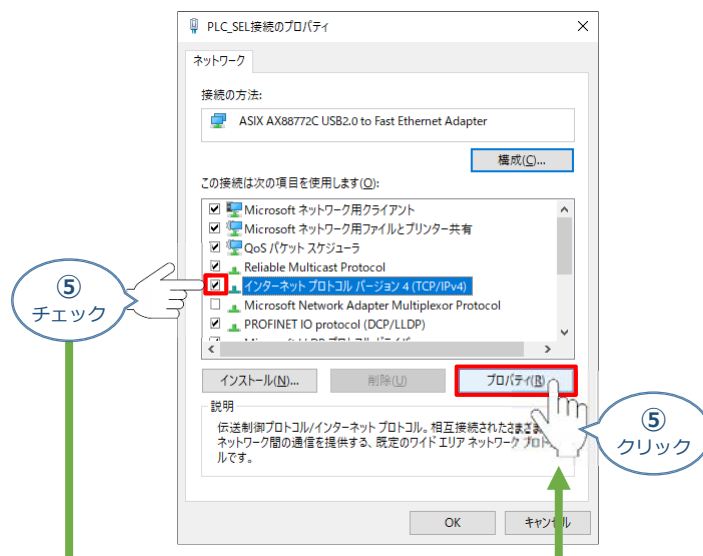 PLC_SEL接続のプロパティ
ネットワーク
接続の方法:
ASIX AX88772C USB2.0 to Fast Ethernet Adapter
構成(C)...
この接続は次の項目を使用します(O):
Microsoft ネットワーク用クライアント
Microsoft ネットワーク用ファイルとプリンター共有
QoS パケット スケジューラ
Reliable Multicast Protocol
インターネット プロトコル バージョン 4 (TCP/IPv4)
Microsoft Network Adapter Multiplexor Protocol
PROFINET IO protocol (DCP/LLDP)
⑤
チェック
インストール(N)...
削除(U)
プロパティ(R)
説明
伝送制御プロトコル/インターネット プロトコル。相互接続されたさまざま
ネットワーク間の通信を提供する、既定のワイド エリア ネットワーク プロト
ルです。
⑤
クリック
OK
キャンセル